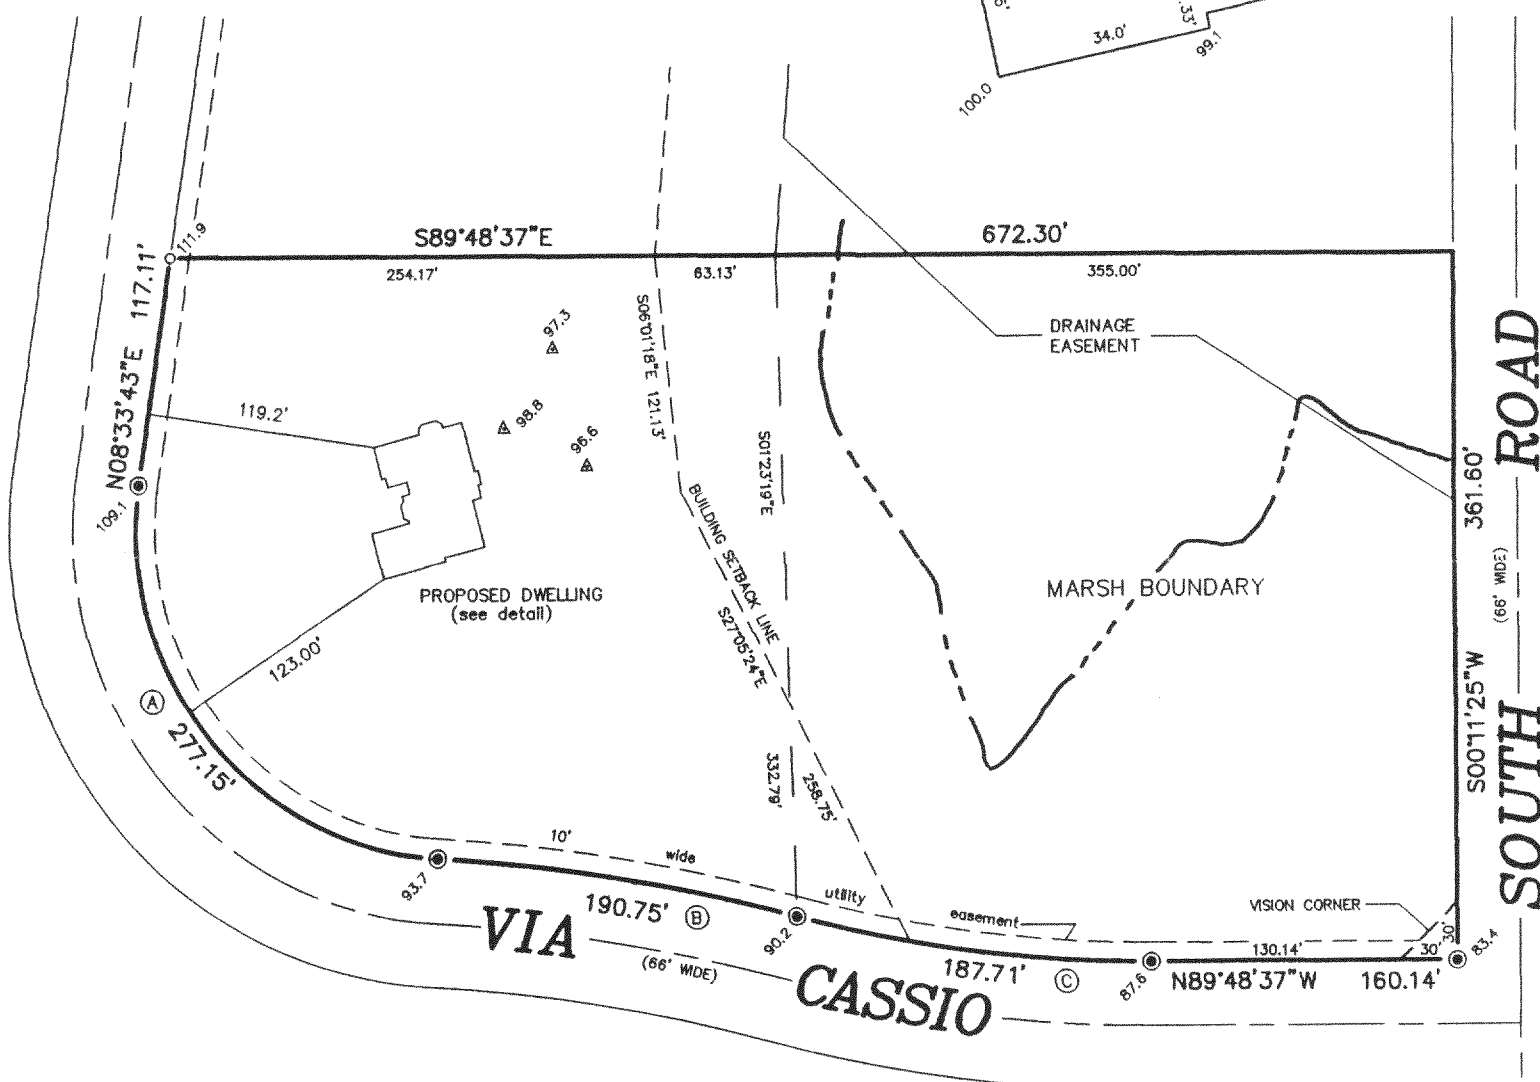 34.0'
.33'
99.1
100.0
S89°48'37"E
672.30'
111.9
254.17'
63.13'
355.00'
N08°33'43"E 117.11'
97.3
98.8
96.6
119.2'
S06°01'18"E 121.13'
DRAINAGE
EASEMENT
S01°23'19"E
332.79'
BUILDING SETBACK LINE
S27°05'24"E
258.75'
109.1
PROPOSED DWELLING
(see detail)
123.00'
MARSH BOUNDARY
361.60'
S00°11'25"W
SOUTH ROAD
(66' WIDE)
A
277.15'
93.7
10' wide utility easement
190.75'
B
90.2
VIA CASSIO
(66' WIDE)
187.71'
C
87.6
VISION CORNER
130.14'
30'
30'
83.4
N89°48'37"W 160.14'